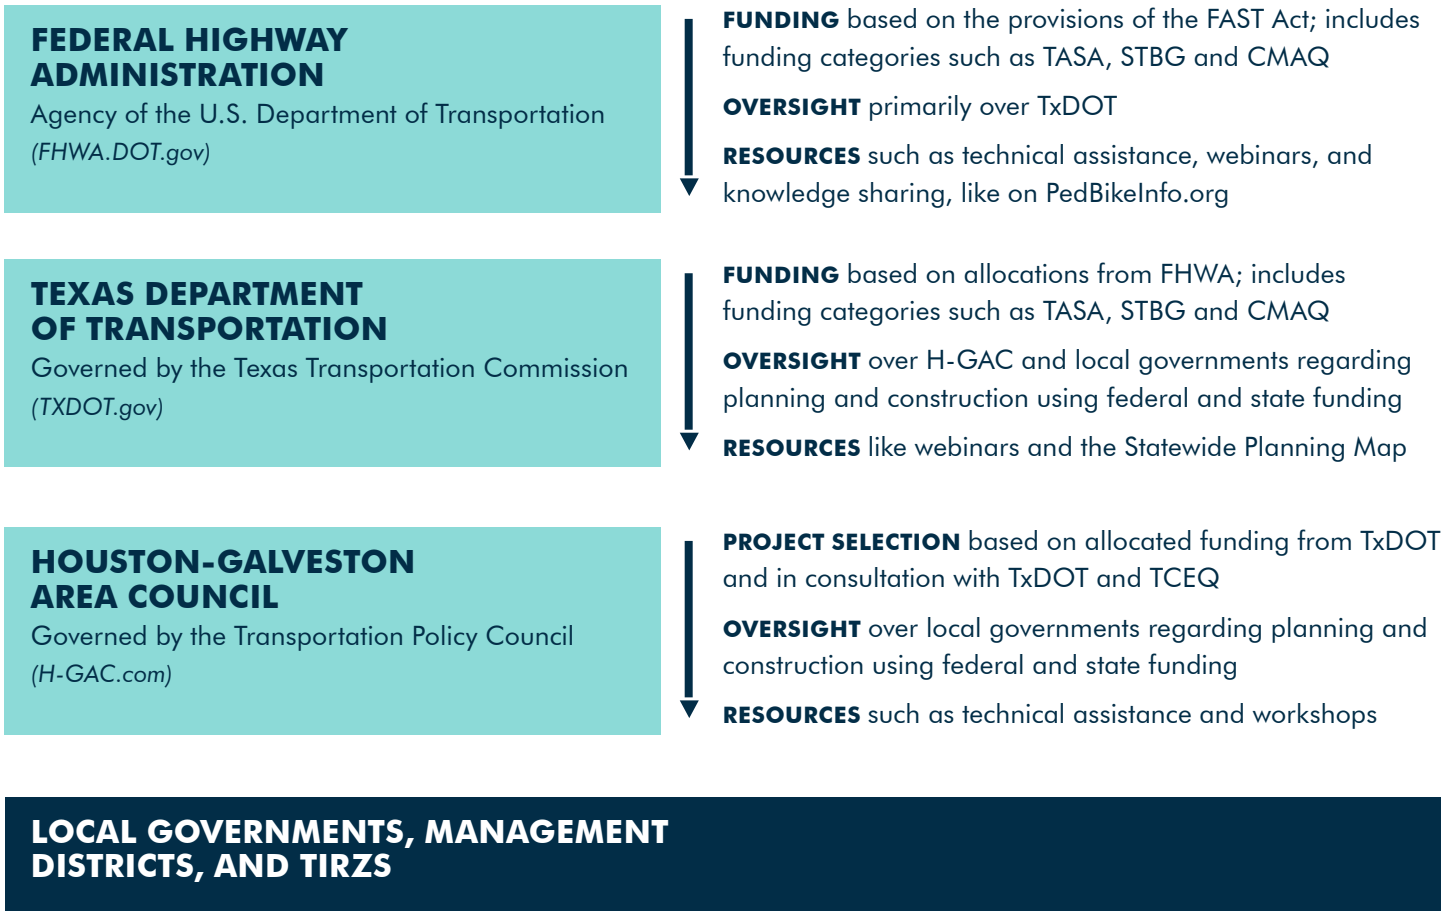 FEDERAL HIGHWAY
ADMINISTRATION
Agency of the U.S. Department of Transportation
(FHWA.DOT.gov)
FUNDING based on the provisions of the FAST Act; includes
funding categories such as TASA, STBG and CMAQ
OVERSIGHT primarily over TxDOT
RESOURCES such as technical assistance, webinars, and
knowledge sharing, like on PedBikeInfo.org
TEXAS DEPARTMENT
OF TRANSPORTATION
Governed by the Texas Transportation Commission
(TXDOT.gov)
FUNDING based on allocations from FHWA; includes
funding categories such as TASA, STBG and CMAQ
OVERSIGHT over H-GAC and local governments regarding
planning and construction using federal and state funding
RESOURCES like webinars and the Statewide Planning Map
HOUSTON-GALVESTON
AREA COUNCIL
Governed by the Transportation Policy Council
(H-GAC.com)
PROJECT SELECTION based on allocated funding from TxDOT
and in consultation with TxDOT and TCEQ
OVERSIGHT over local governments regarding planning and
construction using federal and state funding
RESOURCES such as technical assistance and workshops
LOCAL GOVERNMENTS, MANAGEMENT
DISTRICTS, AND TIRZS